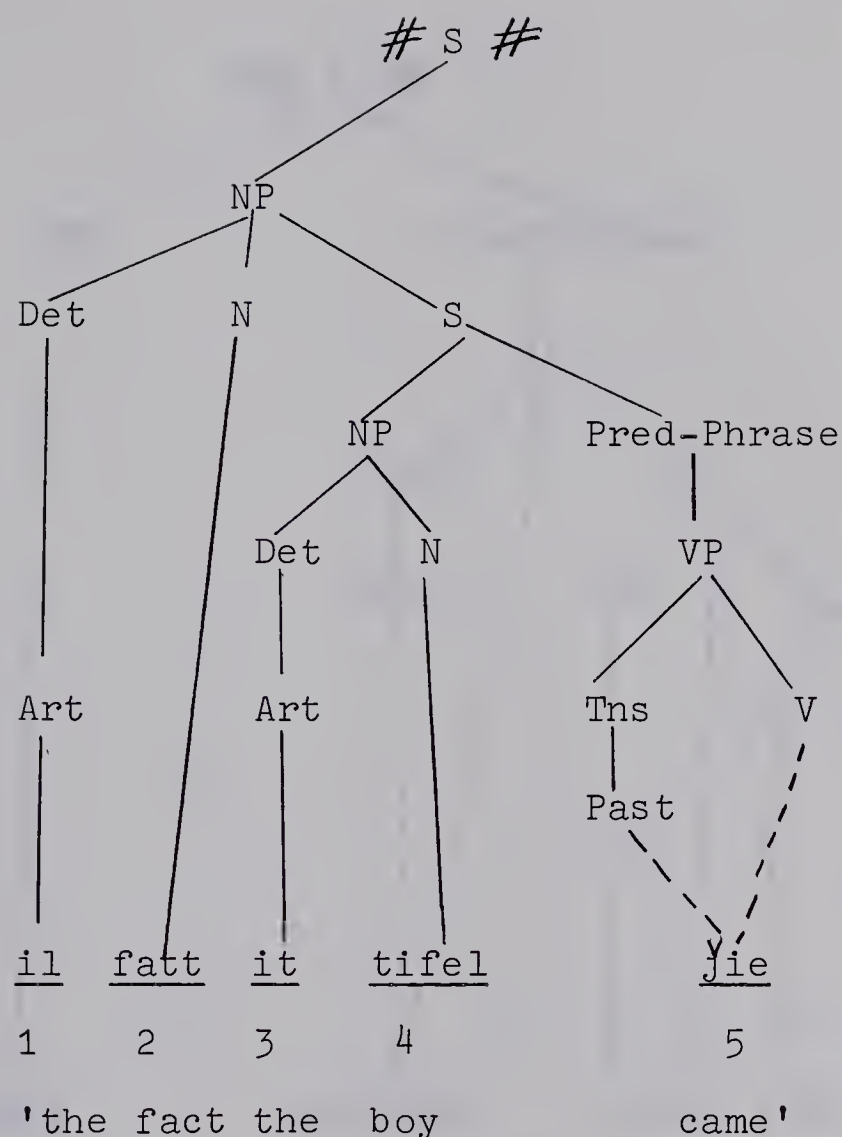 # S #
NP
Det N S
NP Pred-Phrase
Det N VP
Art Art Tns V
Past
il fatt it tifel jie
1 2 3 4 5
'the fact the boy came'